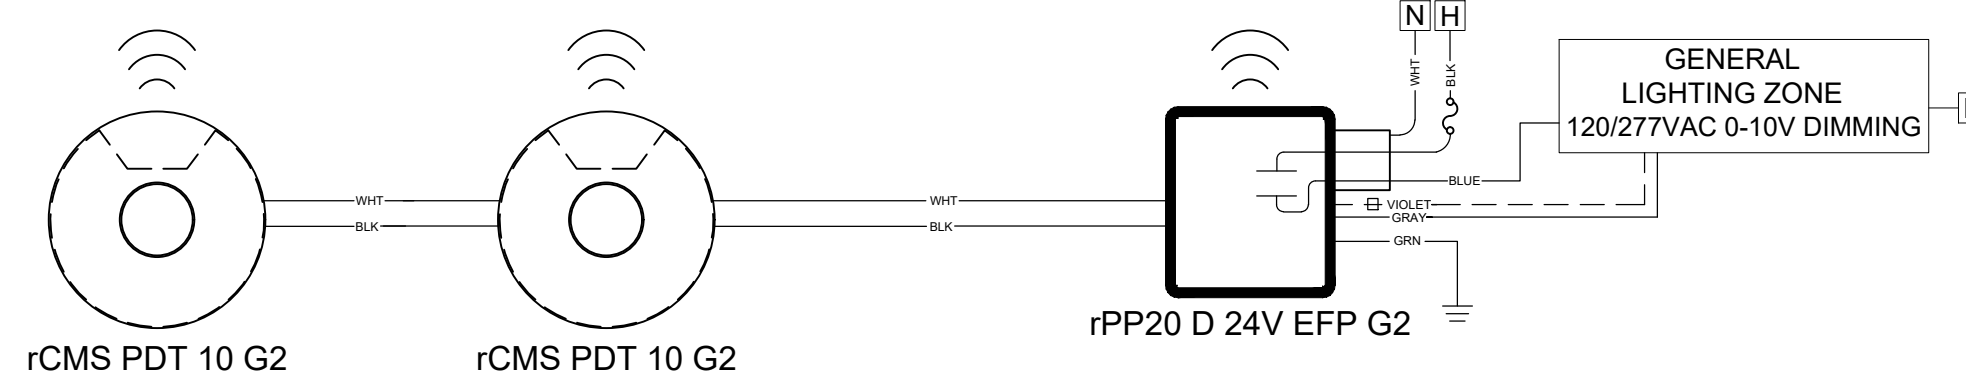 N H
WHT
BLK
GENERAL
LIGHTING ZONE
120/277VAC 0-10V DIMMING
WHT
BLK
WHT
BLK
BLUE
VIOLET
GRAY
GRN
rPP20 D 24V EFP G2
rCMS PDT 10 G2
rCMS PDT 10 G2